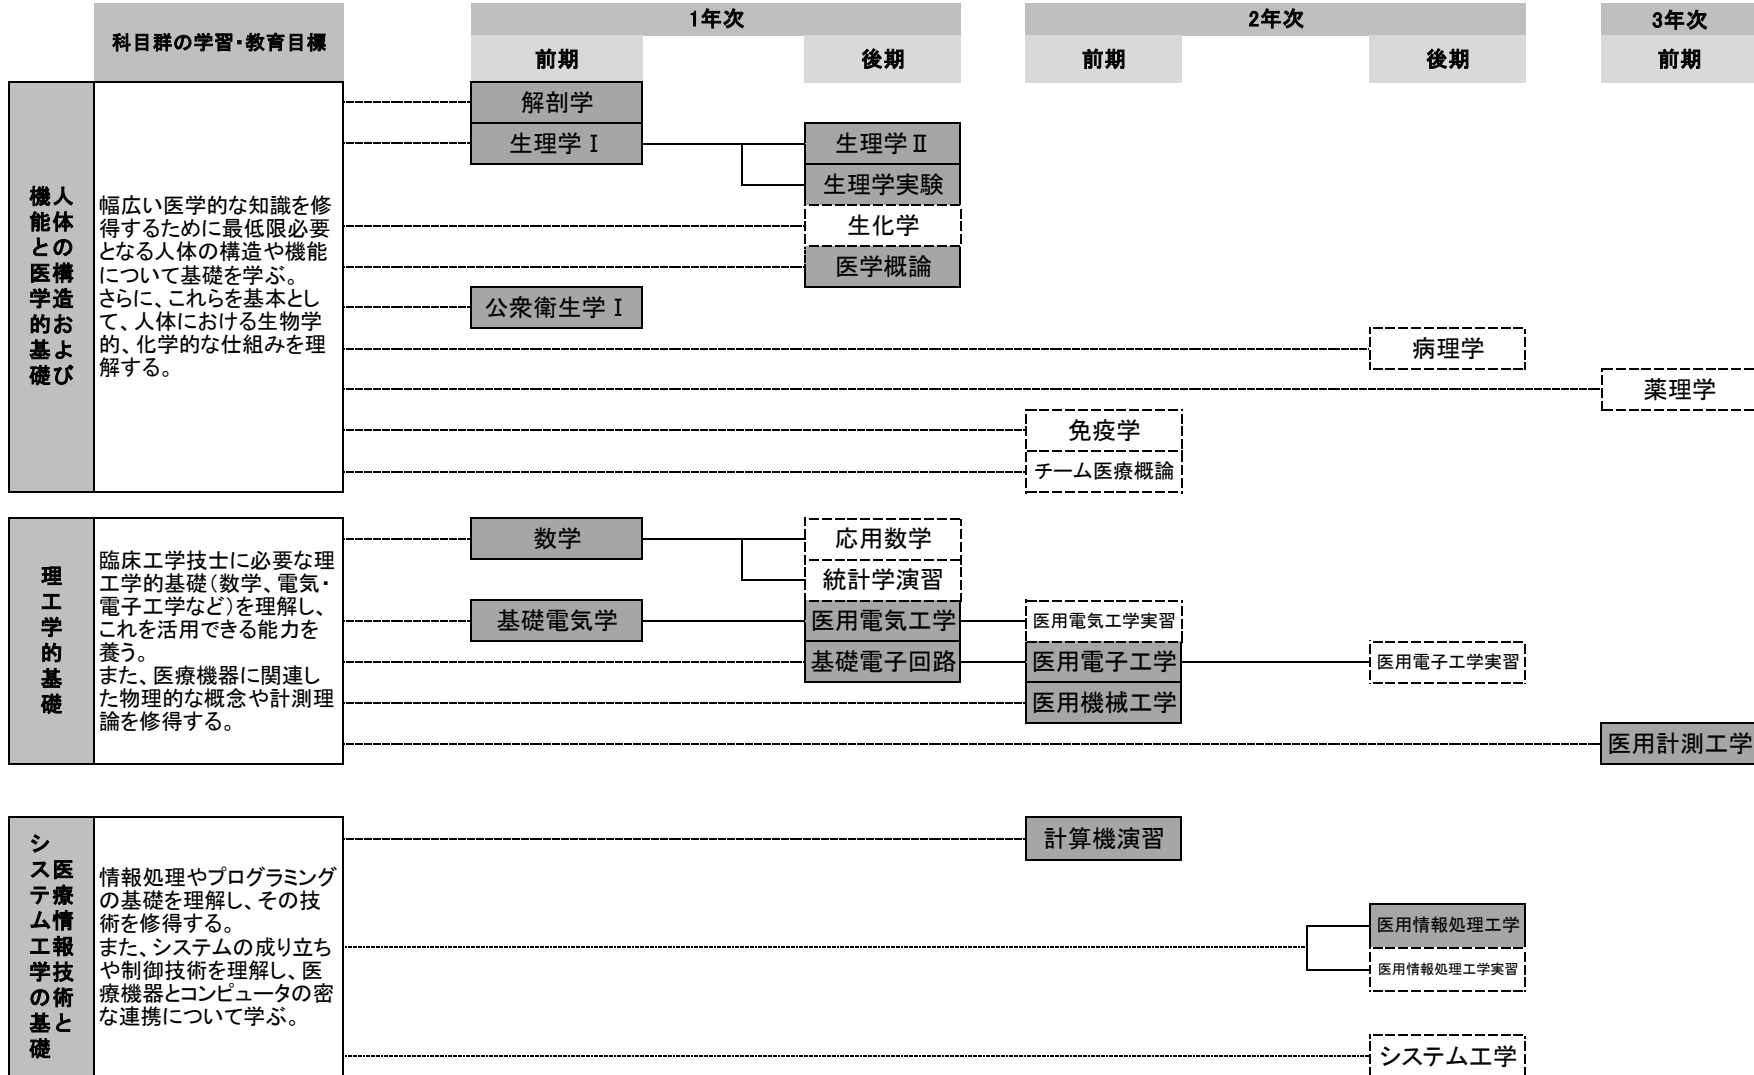 科目群の学習・教育目標
1年次
2年次
3年次
前期
後期
前期
後期
前期
人体の構造および
機能と医学的基礎
幅広い医学的な知識を修
得するために最低限必要
となる人体の構造や機能
について基礎を学ぶ。
さらに、これらを基本とし
て、人体における生物学
的、化学的な仕組みを理
解する。
解剖学
生理学Ⅰ
生理学Ⅱ
生理学実験
生化学
医学概論
公衆衛生学Ⅰ
病理学
薬理学
免疫学
チーム医療概論
理工学的基礎
臨床工学技士に必要な理
工学的基礎(数学、電気・
電子工学など)を理解し、
これを活用できる能力を
養う。
また、医療機器に関連し
た物理的な概念や計測理
論を修得する。
数学
応用数学
統計学演習
基礎電気学
医用電気工学
医用電気工学実習
基礎電子回路
医用電子工学
医用電子工学実習
医用機械工学
医用計測工学
医療情報技術と
システム工学の基礎
情報処理やプログラミング
の基礎を理解し、その技
術を修得する。
また、システムの成り立ち
や制御技術を理解し、医
療機器とコンピュータの密
な連携について学ぶ。
計算機演習
医用情報処理工学
医用情報処理工学実習
システム工学